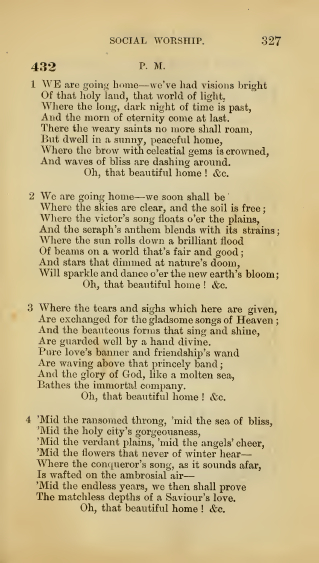 SOCIAL WORSHIP. 327
432 P. M.
1 WE are going home—we've had visions bright
Of that holy land, that world of light,
Where the long, dark night of time is past,
And the morn of eternity come at last.
There the weary saints no more shall roam,
But dwell in a sunny, peaceful home,
Where the brow with celestial gems is crowned,
And waves of bliss are dashing around.
Oh, that beautiful home ! &c.
2 We are going home—we soon shall be
Where the skies are clear, and the soil is free ;
Where the victor's song floats o'er the plains,
And the seraph's anthem blends with its strains ;
Where the sun rolls down a brilliant flood
Of beams on a world that's fair and good ;
And stars that dimmed at nature's doom,
Will sparkle and dance o'er the new earth's bloom ;
Oh, that beautiful home ! &c.
3 Where the tears and sighs which here are given,
Are exchanged for the gladsome songs of Heaven ;
And the beauteous forms that sing and shine,
Are guarded well by a hand divine.
Pure love's banner and friendship's wand
Are waving above that princely band ;
And the glory of God, like a molten sea,
Bathes the immortal company.
Oh, that beautiful home ! &c.
4 'Mid the ransomed throng, 'mid the sea of bliss,
'Mid the holy city's gorgeousness,
'Mid the verdant plains, 'mid the angels' cheer,
'Mid the flowers that never of winter hear—
Where the conqueror's song, as it sounds afar,
Is wafted on the ambrosial air—
'Mid the endless years, we then shall prove
The matchless depths of a Saviour's love.
Oh, that beautiful home ! &c.